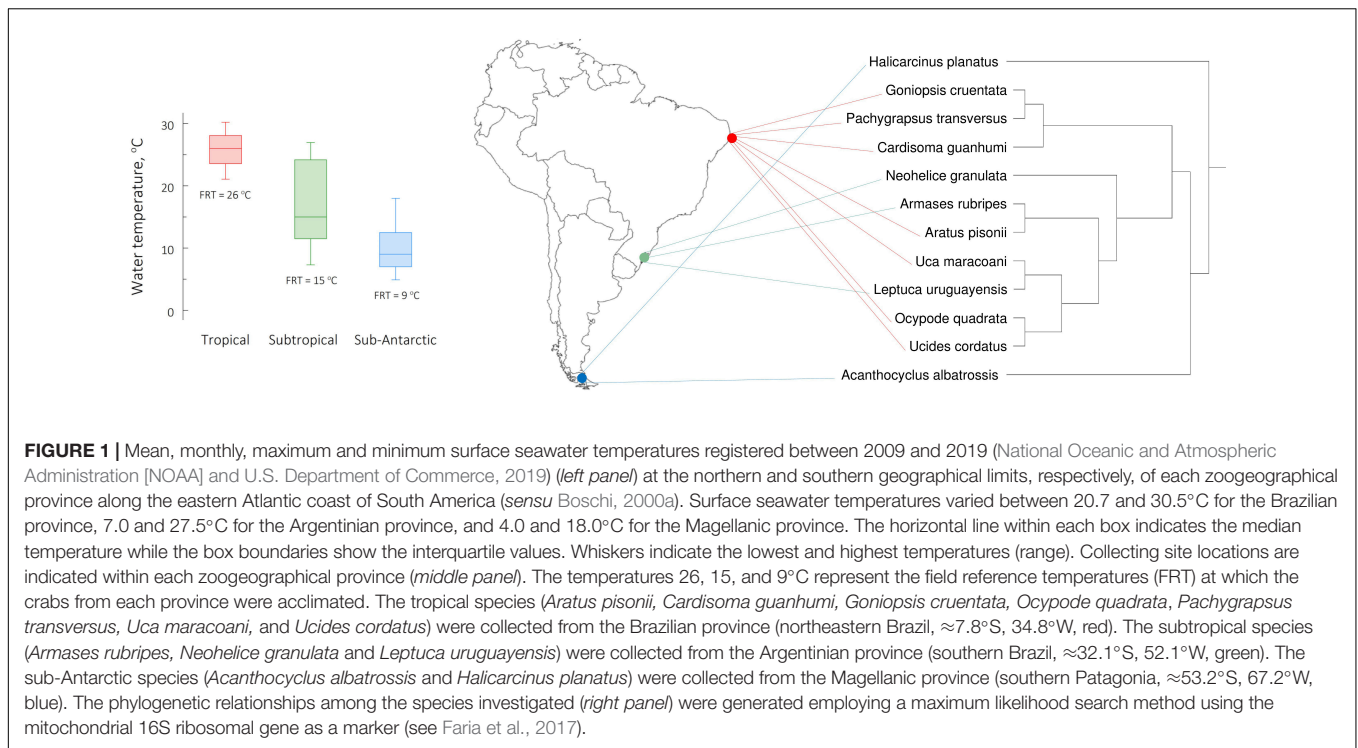 30
20
10
0
Water temperature, °C
FRT = 26 °C
FRT = 15 °C
FRT = 9 °C
Tropical
Subtropical
Sub-Antarctic
Halicarcinus planatus
Goniopsis cruentata
Pachygrapsus transversus
Cardisoma guanhumi
Neohelice granulata
Armases rubripes
Aratus pisonii
Uca maracoani
Leptuca uruguayensis
Ocypode quadrata
Ucides cordatus
Acanthocyclus albatrossis
FIGURE 1 | Mean, monthly, maximum and minimum surface seawater temperatures registered between 2009 and 2019 (National Oceanic and Atmospheric
Administration [NOAA] and U.S. Department of Commerce, 2019) (left panel) at the northern and southern geographical limits, respectively, of each zoogeographical
province along the eastern Atlantic coast of South America (sensu Boschi, 2000a). Surface seawater temperatures varied between 20.7 and 30.5°C for the Brazilian
province, 7.0 and 27.5°C for the Argentinian province, and 4.0 and 18.0°C for the Magellanic province. The horizontal line within each box indicates the median
temperature while the box boundaries show the interquartile values. Whiskers indicate the lowest and highest temperatures (range). Collecting site locations are
indicated within each zoogeographical province (middle panel). The temperatures 26, 15, and 9°C represent the field reference temperatures (FRT) at which the
crabs from each province were acclimated. The tropical species (Aratus pisonii, Cardisoma guanhumi, Goniopsis cruentata, Ocypode quadrata, Pachygrapsus
transversus, Uca maracoani, and Ucides cordatus) were collected from the Brazilian province (northeastern Brazil, ≈7.8°S, 34.8°W, red). The subtropical species
(Armases rubripes, Neohelice granulata and Leptuca uruguayensis) were collected from the Argentinian province (southern Brazil, ≈32.1°S, 52.1°W, green). The
sub-Antarctic species (Acanthocyclus albatrossis and Halicarcinus planatus) were collected from the Magellanic province (southern Patagonia, ≈53.2°S, 67.2°W,
blue). The phylogenetic relationships among the species investigated (right panel) were generated employing a maximum likelihood search method using the
mitochondrial 16S ribosomal gene as a marker (see Faria et al., 2017).